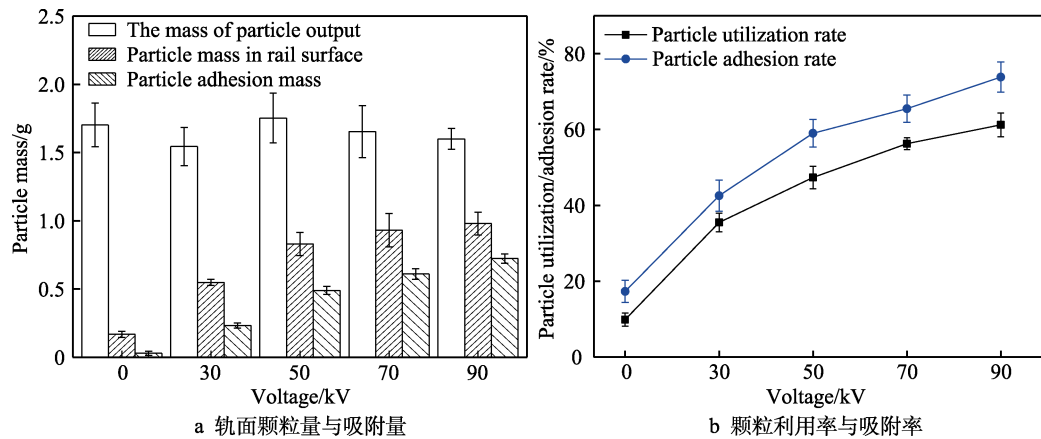 2.5
2.0
1.5
1.0
0.5
0
Particle mass/g
The mass of particle output
Particle mass in rail surface
Particle adhesion mass
0 30 50 70 90
Voltage/kV
a 轨面颗粒量与吸附量
80
60
40
20
0
Particle utilization/adhesion rate/%
Particle utilization rate
Particle adhesion rate
0 30 50 70 90
Voltage/kV
b 颗粒利用率与吸附率